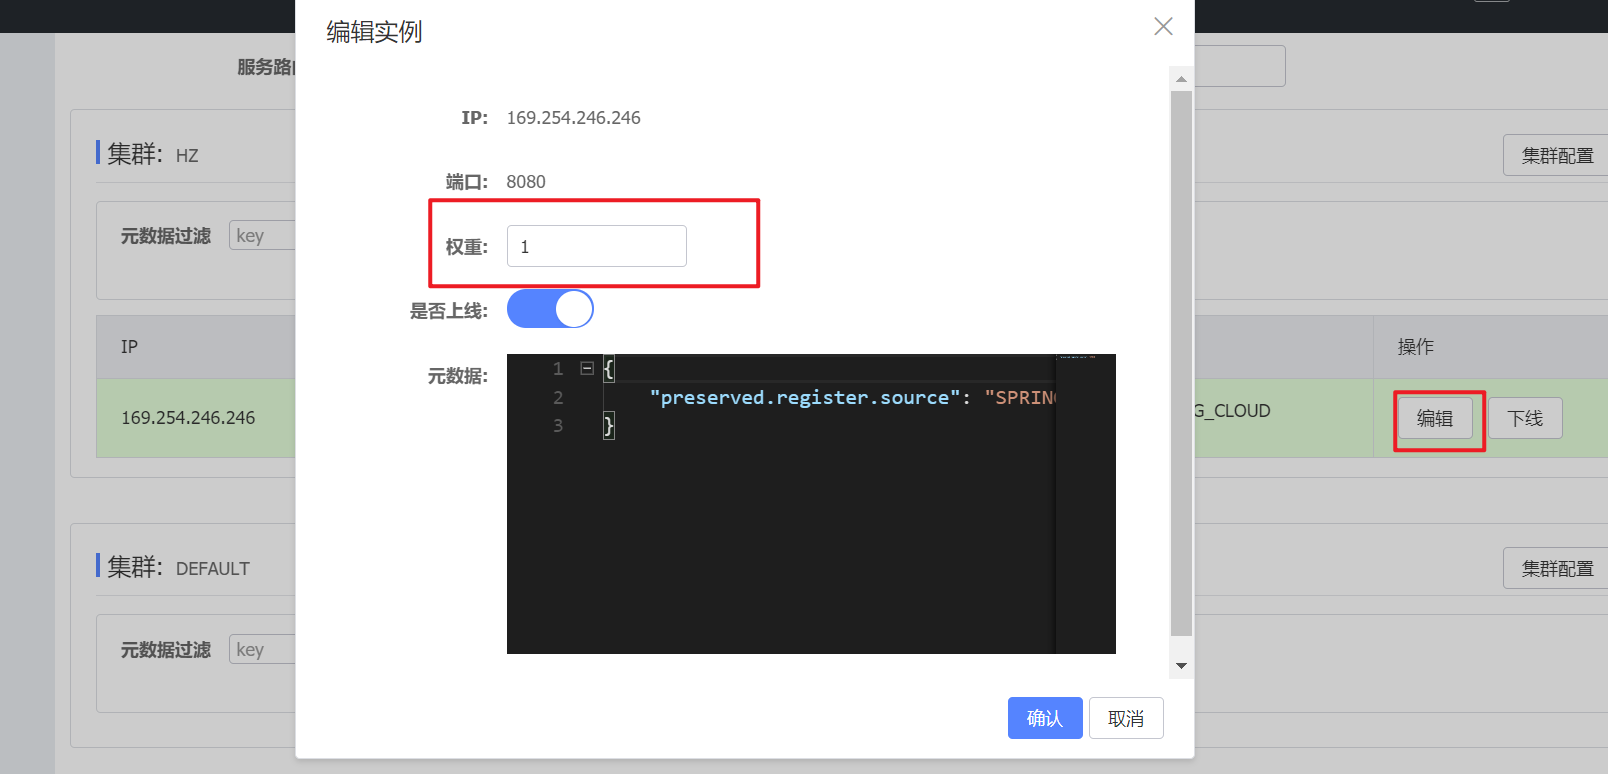 编辑实例
服务路
IP: 169.254.246.246
集群: HZ
集群配置
端口: 8080
元数据过滤 key
权重: 1
是否上线:
IP
操作
元数据:
1 {
2 "preserved.register.source": "SPRIN
3 }
169.254.246.246
G_CLOUD
编辑 下线
集群: DEFAULT
集群配置
元数据过滤 key
确认 取消